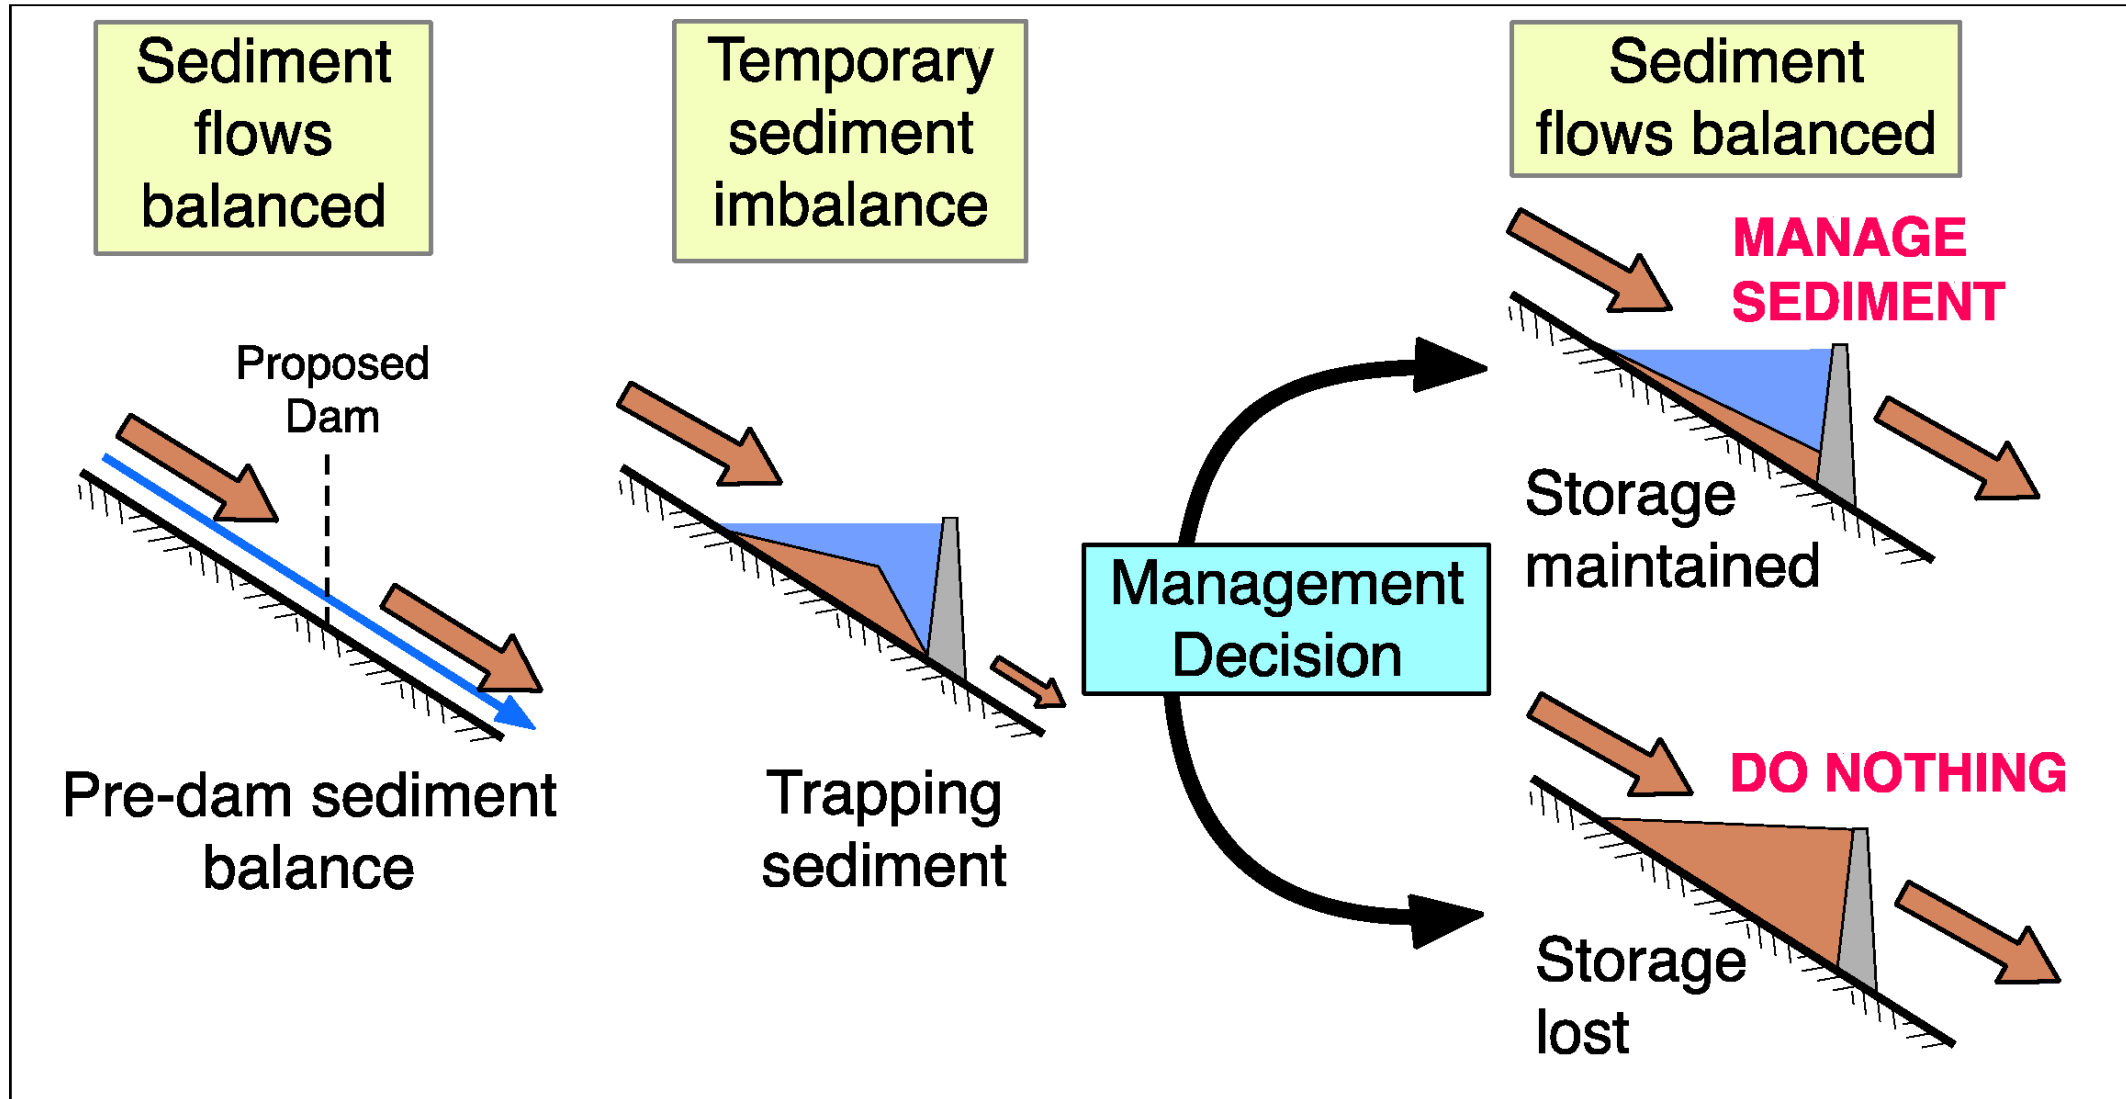 Sediment
flows
balanced
Temporary
sediment
imbalance
Sediment
flows balanced
Proposed
Dam
Pre-dam sediment
balance
Trapping
sediment
Management
Decision
MANAGE
SEDIMENT
Storage
maintained
DO NOTHING
Storage
lost